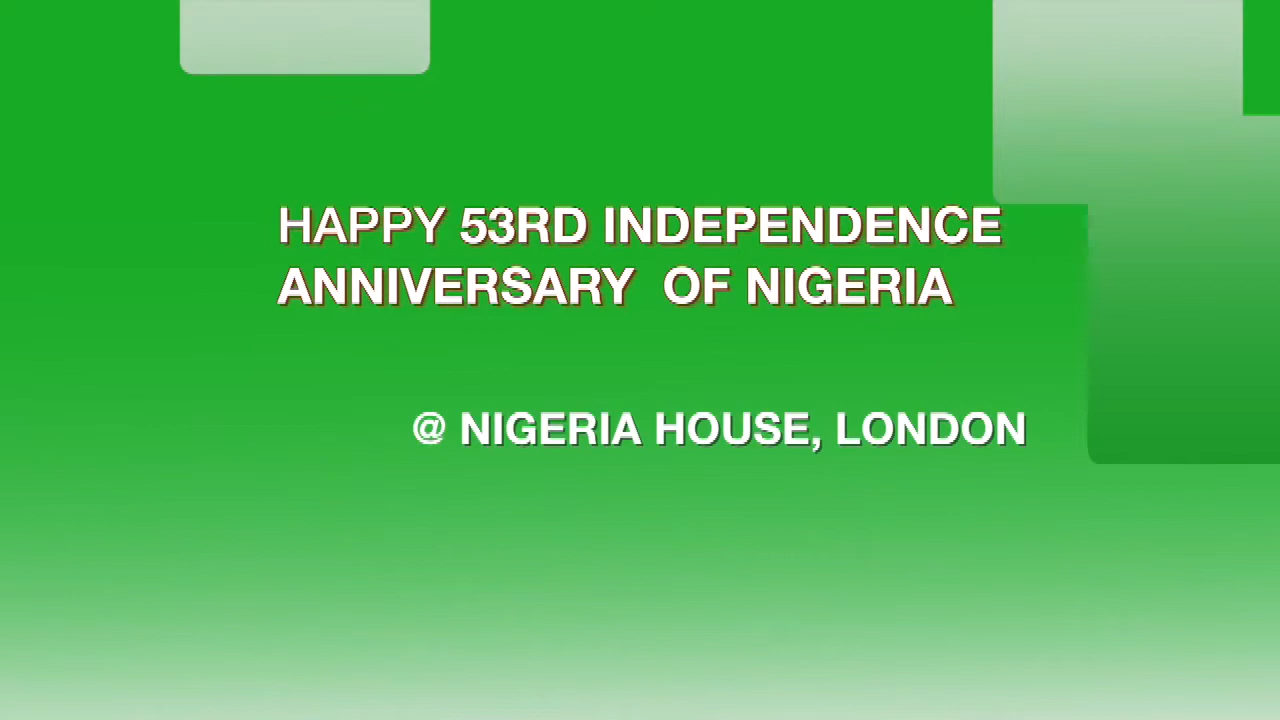 HAPPY 53RD INDEPENDENCE
ANNIVERSARY  OF NIGERIA
@ NIGERIA HOUSE, LONDON